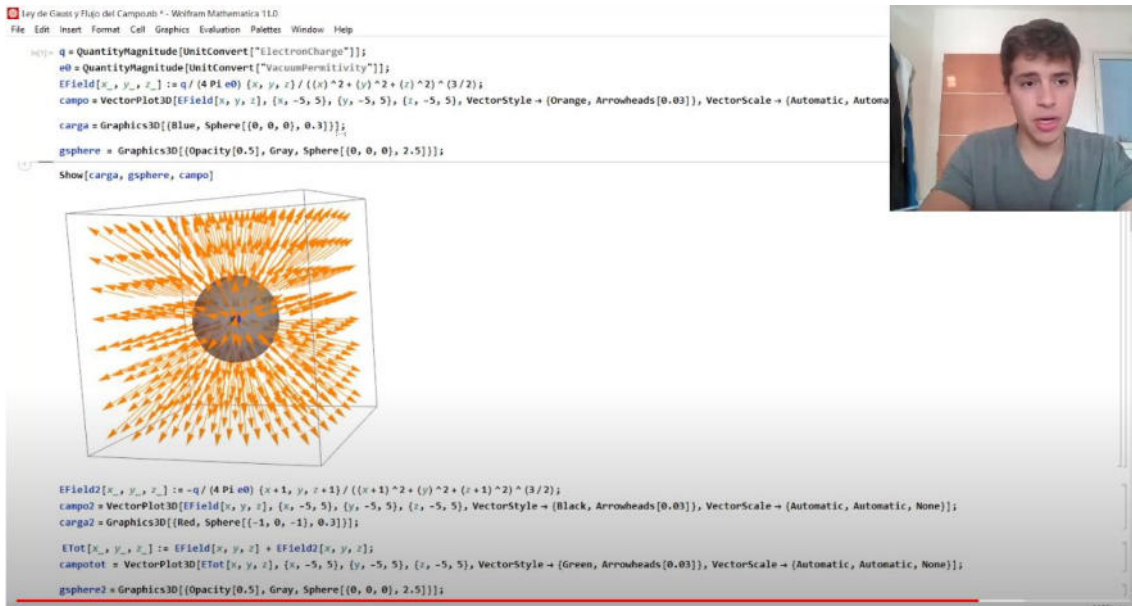 Ley de Gauss y Flujo del Campo.nb * - Wolfram Mathematica 11.0
File Edit Insert Format Cell Graphics Evaluation Palettes Window Help
q = QuantityMagnitude[UnitConvert["ElectronCharge"]];
e0 = QuantityMagnitude[UnitConvert["VacuumPermitivity"]];
EField[x_, y_, z_] := q / (4 Pi e0) {x, y, z} / ((x)^2 + (y)^2 + (z)^2)^(3/2);
campo = VectorPlot3D[EField[x, y, z], {x, -5, 5}, {y, -5, 5}, {z, -5, 5}, VectorStyle → {Orange, Arrowheads[0.03]}, VectorScale → {Automatic, Automa
carga = Graphics3D[{Blue, Sphere[{0, 0, 0}, 0.3]}];
gsphere = Graphics3D[{Opacity[0.5], Gray, Sphere[{0, 0, 0}, 2.5]}];
Show[carga, gsphere, campo]
EField2[x_, y_, z_] := -q / (4 Pi e0) {x + 1, y, z + 1} / ((x + 1)^2 + (y)^2 + (z + 1)^2)^(3/2);
campo2 = VectorPlot3D[EField[x, y, z], {x, -5, 5}, {y, -5, 5}, {z, -5, 5}, VectorStyle → {Black, Arrowheads[0.03]}, VectorScale → {Automatic, Automatic, None}];
carga2 = Graphics3D[{Red, Sphere[{-1, 0, -1}, 0.3]}];
ETot[x_, y_, z_] := EField[x, y, z] + EField2[x, y, z];
campotot = VectorPlot3D[ETot[x, y, z], {x, -5, 5}, {y, -5, 5}, {z, -5, 5}, VectorStyle → {Green, Arrowheads[0.03]}, VectorScale → {Automatic, Automatic, None}];
gsphere2 = Graphics3D[{Opacity[0.5], Gray, Sphere[{0, 0, 0}, 2.5]}];